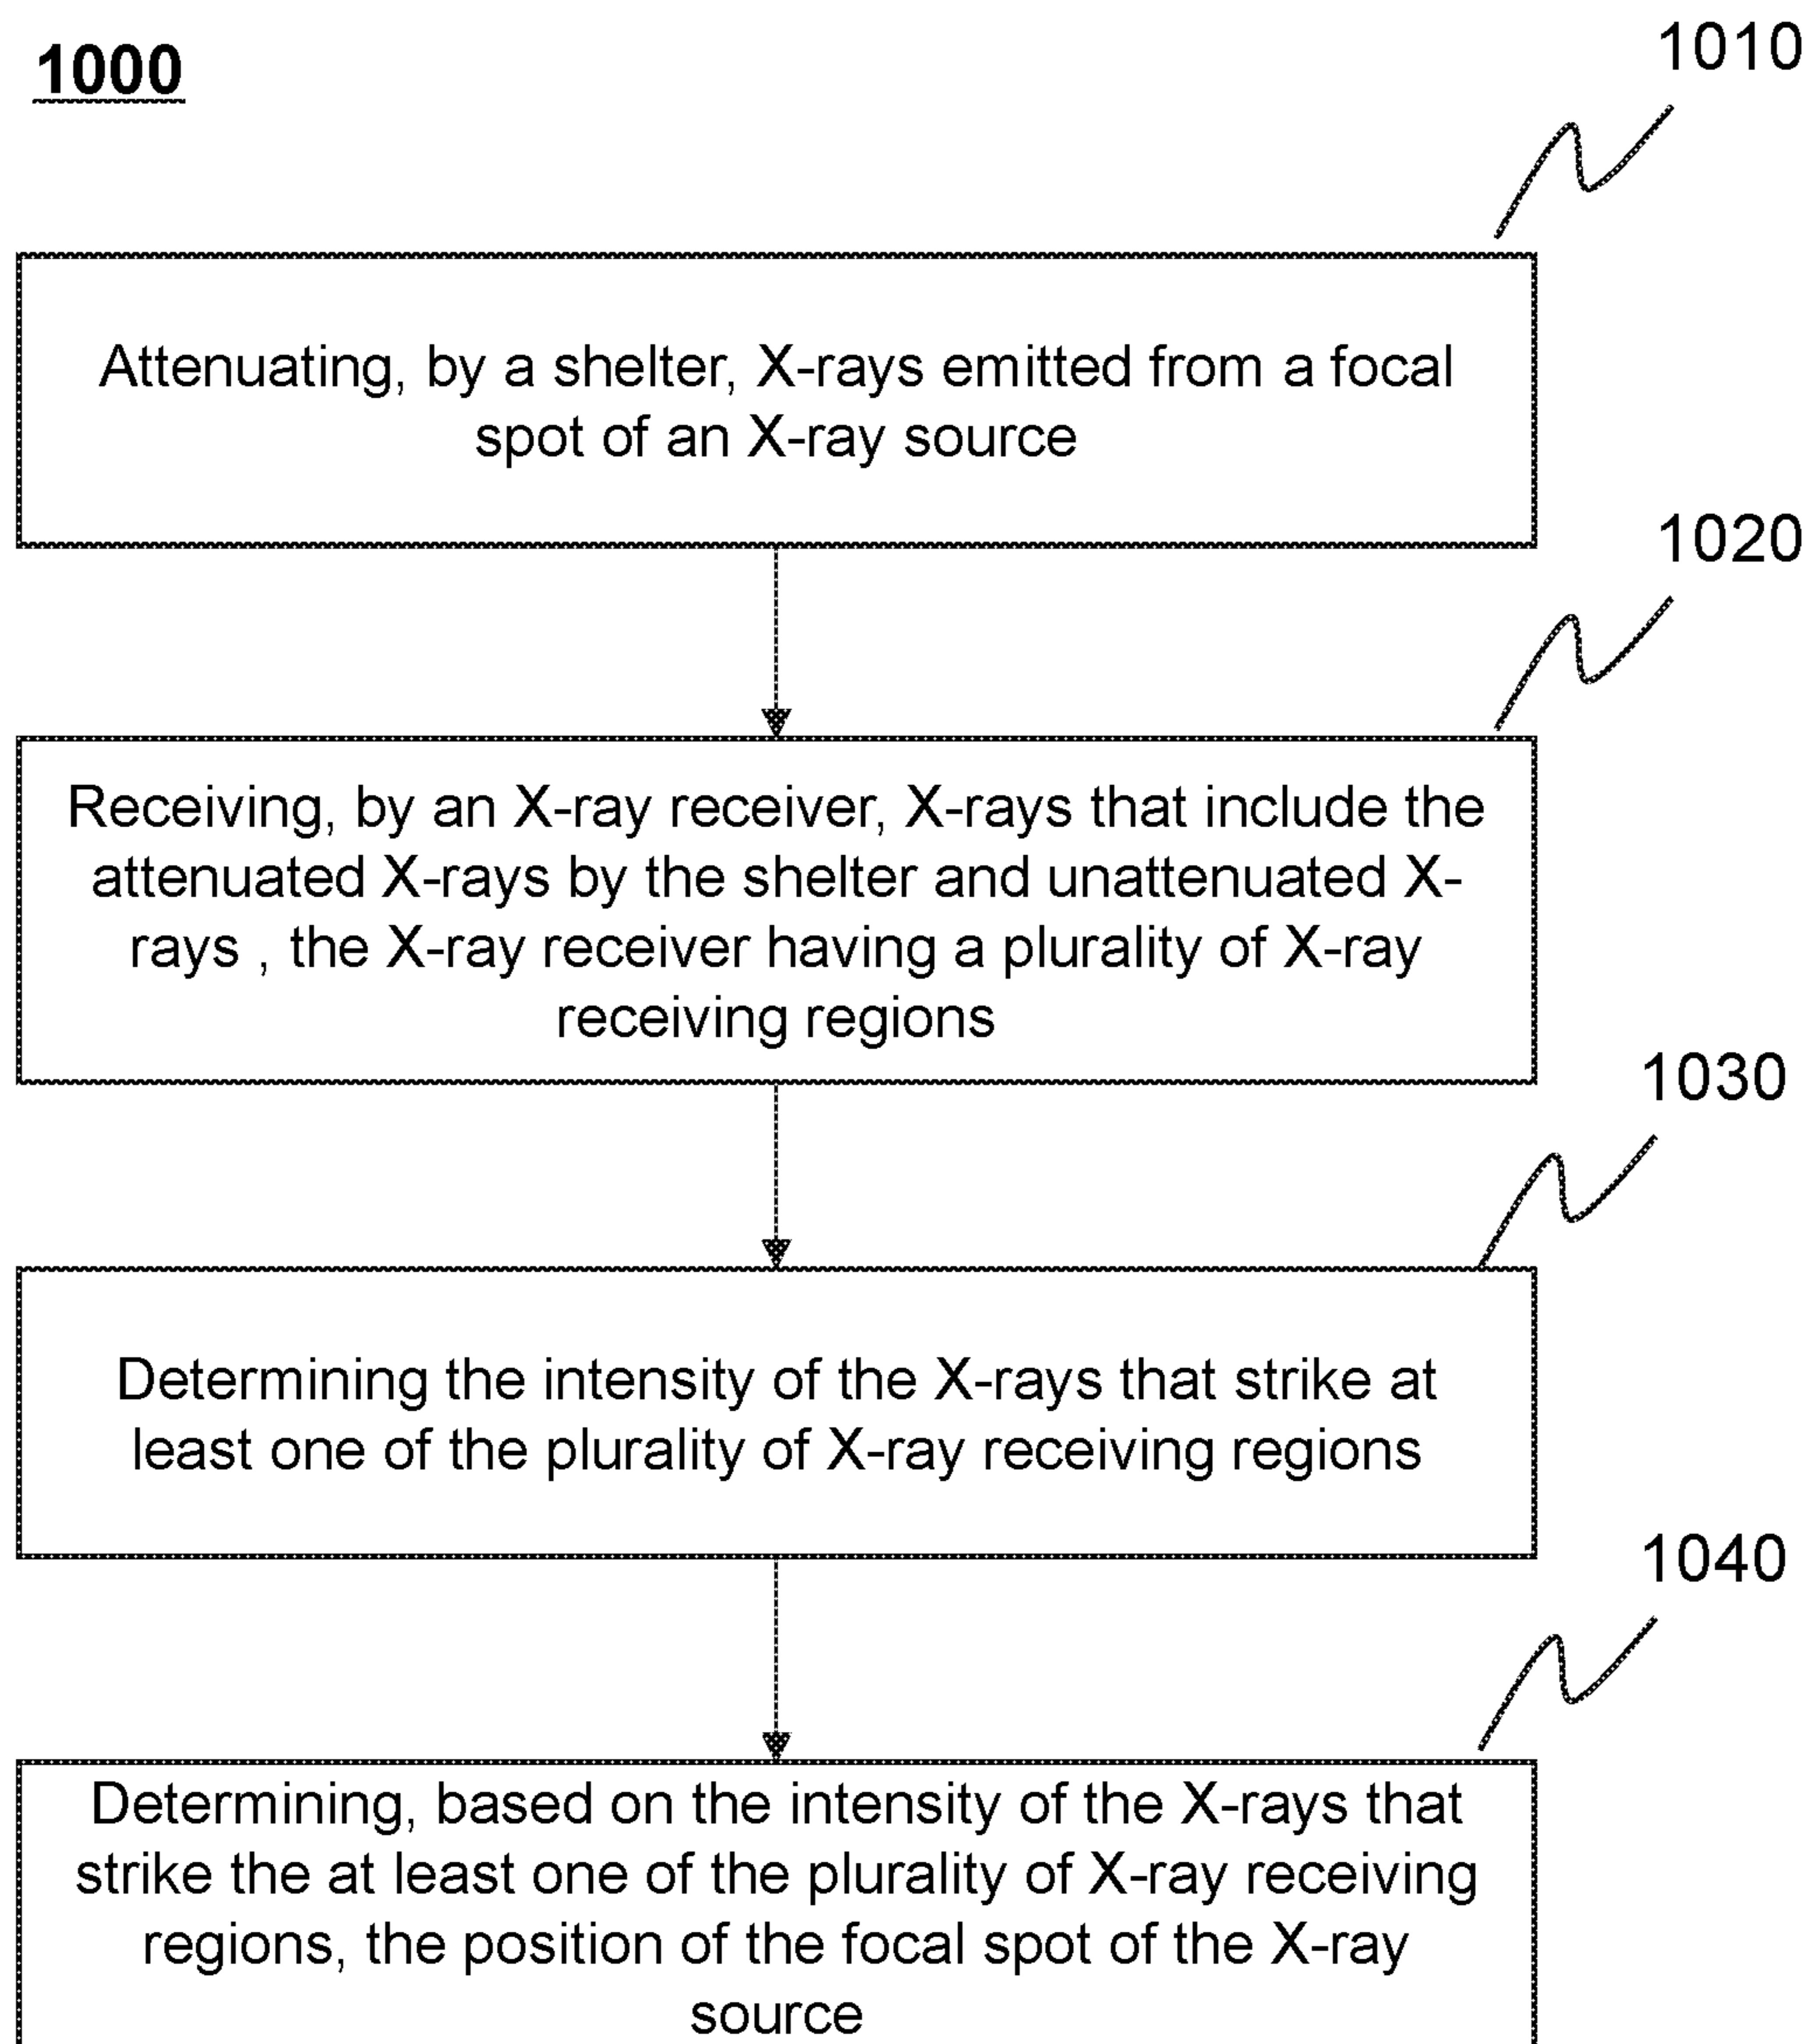 1000
1010
Attenuating, by a shelter, X-rays emitted from a focal
spot of an X-ray source
1020
Receiving, by an X-ray receiver, X-rays that include the
attenuated X-rays by the shelter and unattenuated X-
rays , the X-ray receiver having a plurality of X-ray
receiving regions
1030
Determining the intensity of the X-rays that strike at
least one of the plurality of X-ray receiving regions
1040
Determining, based on the intensity of the X-rays that
strike the at least one of the plurality of X-ray receiving
regions, the position of the focal spot of the X-ray
source